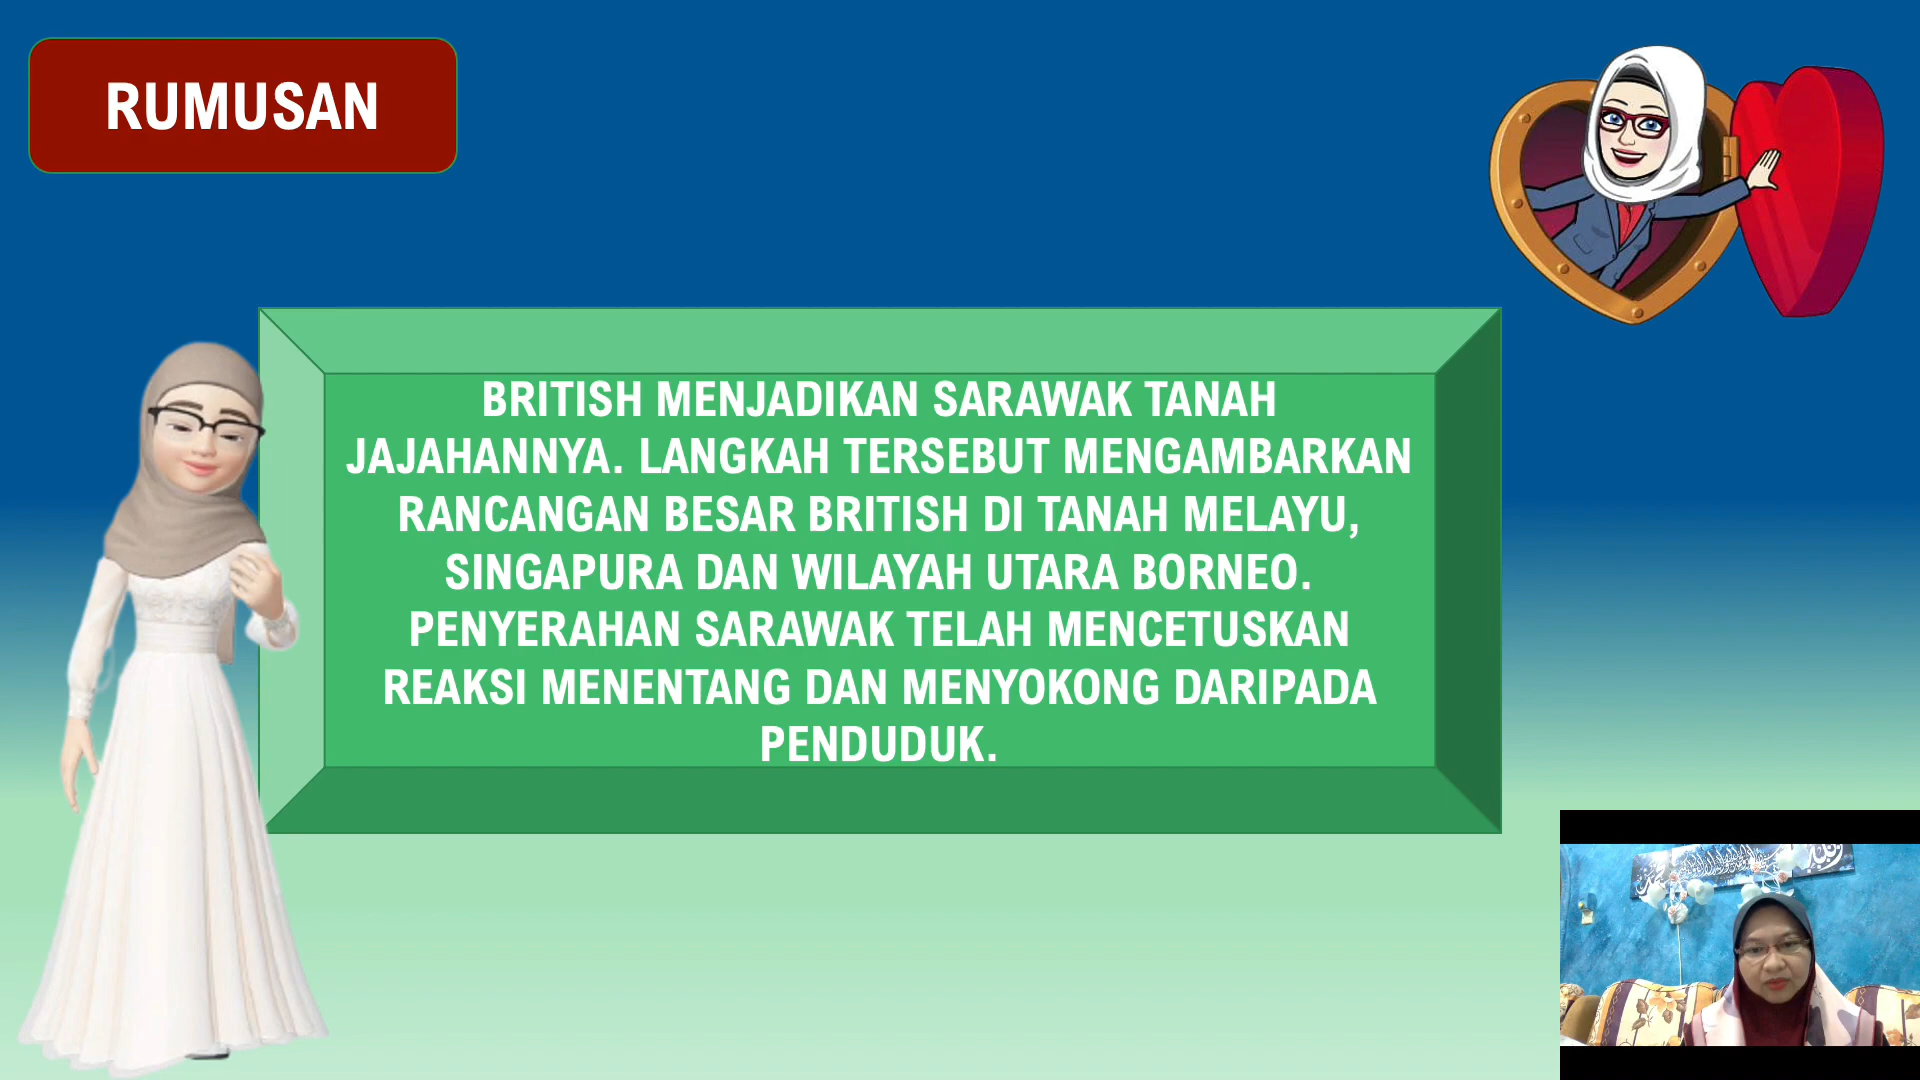 RUMUSAN
BRITISH MENJADIKAN SARAWAK TANAH
JAJAHANNYA. LANGKAH TERSEBUT MENGAMBARKAN
RANCANGAN BESAR BRITISH DI TANAH MELAYU,
SINGAPURA DAN WILAYAH UTARA BORNEO.
PENYERAHAN SARAWAK TELAH MENCETUSKAN
REAKSI MENENTANG DAN MENYOKONG DARIPADA
PENDUDUK.